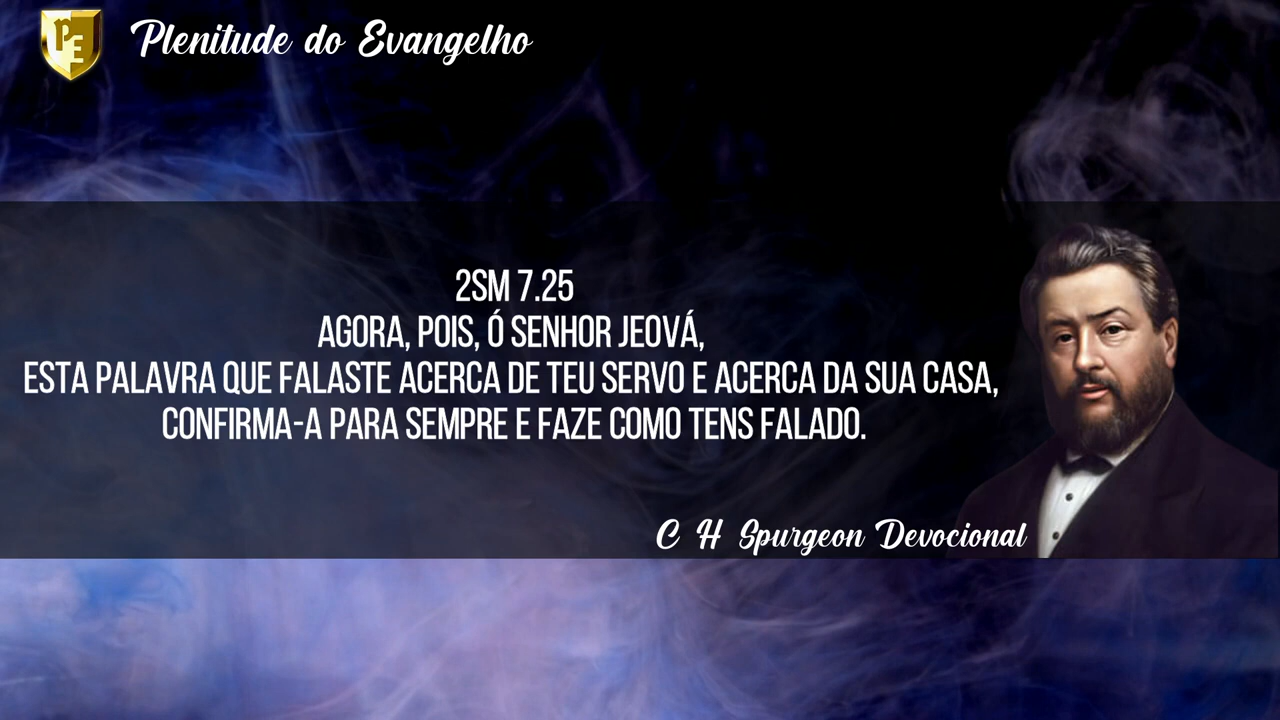 PE
Plenitude do Evangelho
2SM 7.25
AGORA, POIS, Ó SENHOR JEOVÁ,
ESTA PALAVRA QUE FALASTE ACERCA DE TEU SERVO E ACERCA DA SUA CASA,
CONFIRMA-A PARA SEMPRE E FAZE COMO TENS FALADO.
C H Spurgeon Devocional